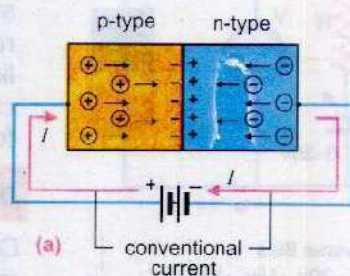 p-type n-type
+ −
I I
(a)
conventional
current